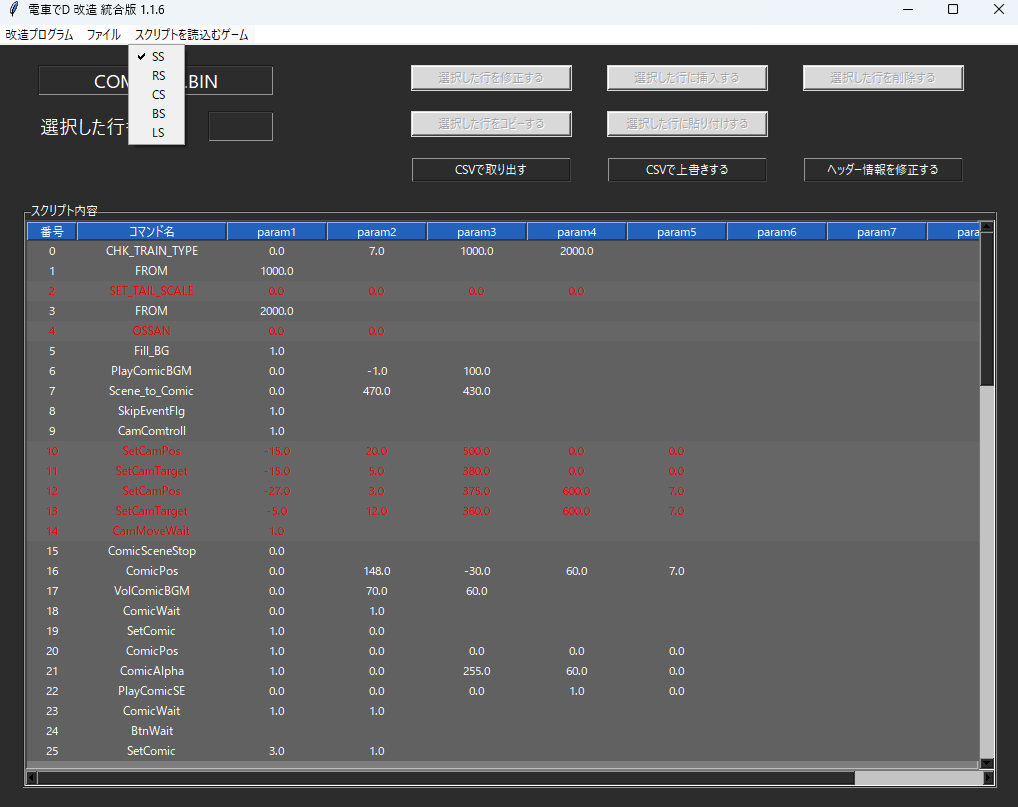 電車でD 改造 統合版 1.1.6
改造プログラム ファイル スクリプトを読込むゲーム
SS
RS
CS
BS
LS
COM .BIN
選択した行
選択した行を修正する 選択した行に挿入する 選択した行を削除する
選択した行をコピーする 選択した行に貼り付けする
CSVで取り出す CSVで上書きする ヘッダー情報を修正する
スクリプト内容
番号 コマンド名 param1 param2 param3 param4 param5 param6 param7 para
0 CHK_TRAIN_TYPE 0.0 7.0 1000.0 2000.0
1 FROM 1000.0
2 SET_TAIL_SCALE 0.0 0.0 0.0 0.0
3 FROM 2000.0
4 OSSAN 0.0 0.0
5 Fill_BG 1.0
6 PlayComicBGM 0.0 -1.0 100.0
7 Scene_to_Comic 0.0 470.0 430.0
8 SkipEventFlg 1.0
9 CamComtroll 1.0
10 SetCamPos -15.0 20.0 500.0 0.0 0.0
11 SetCamTarget -15.0 5.0 380.0 0.0 0.0
12 SetCamPos -27.0 3.0 375.0 600.0 7.0
13 SetCamTarget -5.0 12.0 360.0 600.0 7.0
14 CamMoveWait 1.0
15 ComicSceneStop 0.0
16 ComicPos 0.0 148.0 -30.0 60.0 7.0
17 VolComicBGM 0.0 70.0 60.0
18 ComicWait 0.0 1.0
19 SetComic 1.0 0.0
20 ComicPos 1.0 0.0 0.0 0.0 0.0
21 ComicAlpha 1.0 0.0 255.0 60.0 0.0
22 PlayComicSE 0.0 0.0 0.0 1.0 0.0
23 ComicWait 1.0 1.0
24 BtnWait
25 SetComic 3.0 1.0